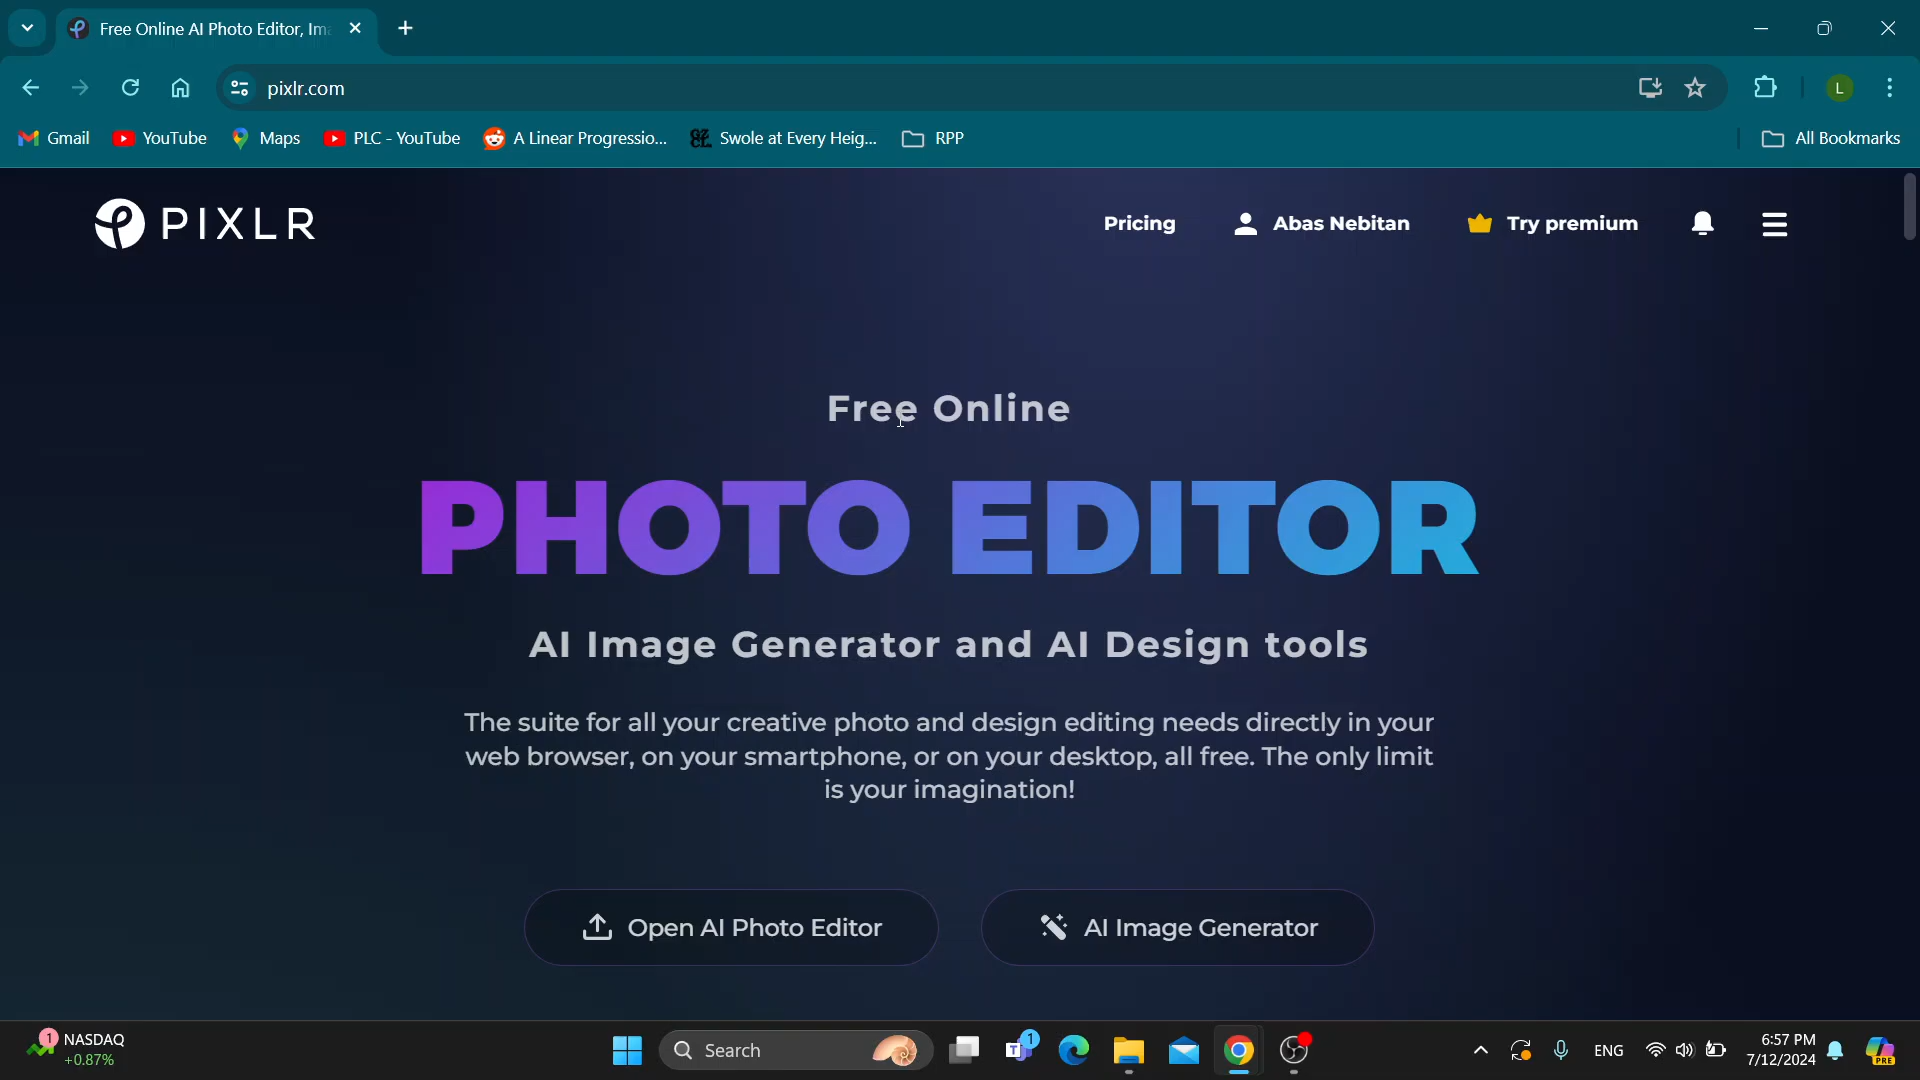 Free Online AI Photo Editor, Ima
pixlr.com
L
Gmail
YouTube
Maps
PLC - YouTube
A Linear Progressio...
Swole at Every Heig...
RPP
All Bookmarks
PIXLR
Pricing
Abas Nebitan
Try premium
Free Online
PHOTO EDITOR
AI Image Generator and AI Design tools
The suite for all your creative photo and design editing needs directly in your
web browser, on your smartphone, or on your desktop, all free. The only limit
is your imagination!
Open AI Photo Editor
AI Image Generator
1
NASDAQ
+0.87%
Search
T
1
ENG
6:57 PM
7/12/2024
PRE